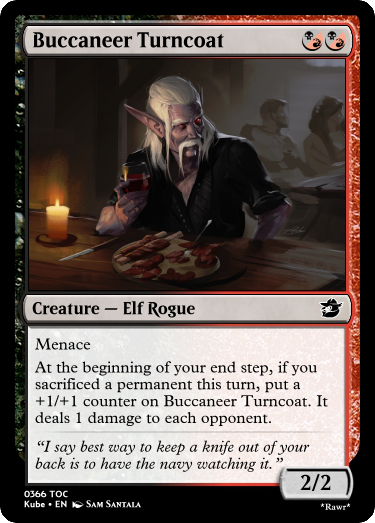 Buccaneer Turncoat
Creature — Elf Rogue
Menace
At the beginning of your end step, if you
sacrificed a permanent this turn, put a
+1/+1 counter on Buccaneer Turncoat. It
deals 1 damage to each opponent.
“I say best way to keep a knife out of your
back is to have the navy watching it.”
2/2
0366 TOC
Kube • EN SAM SANTALA
*Rawr*